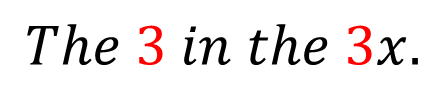 The 3 in the 3x.